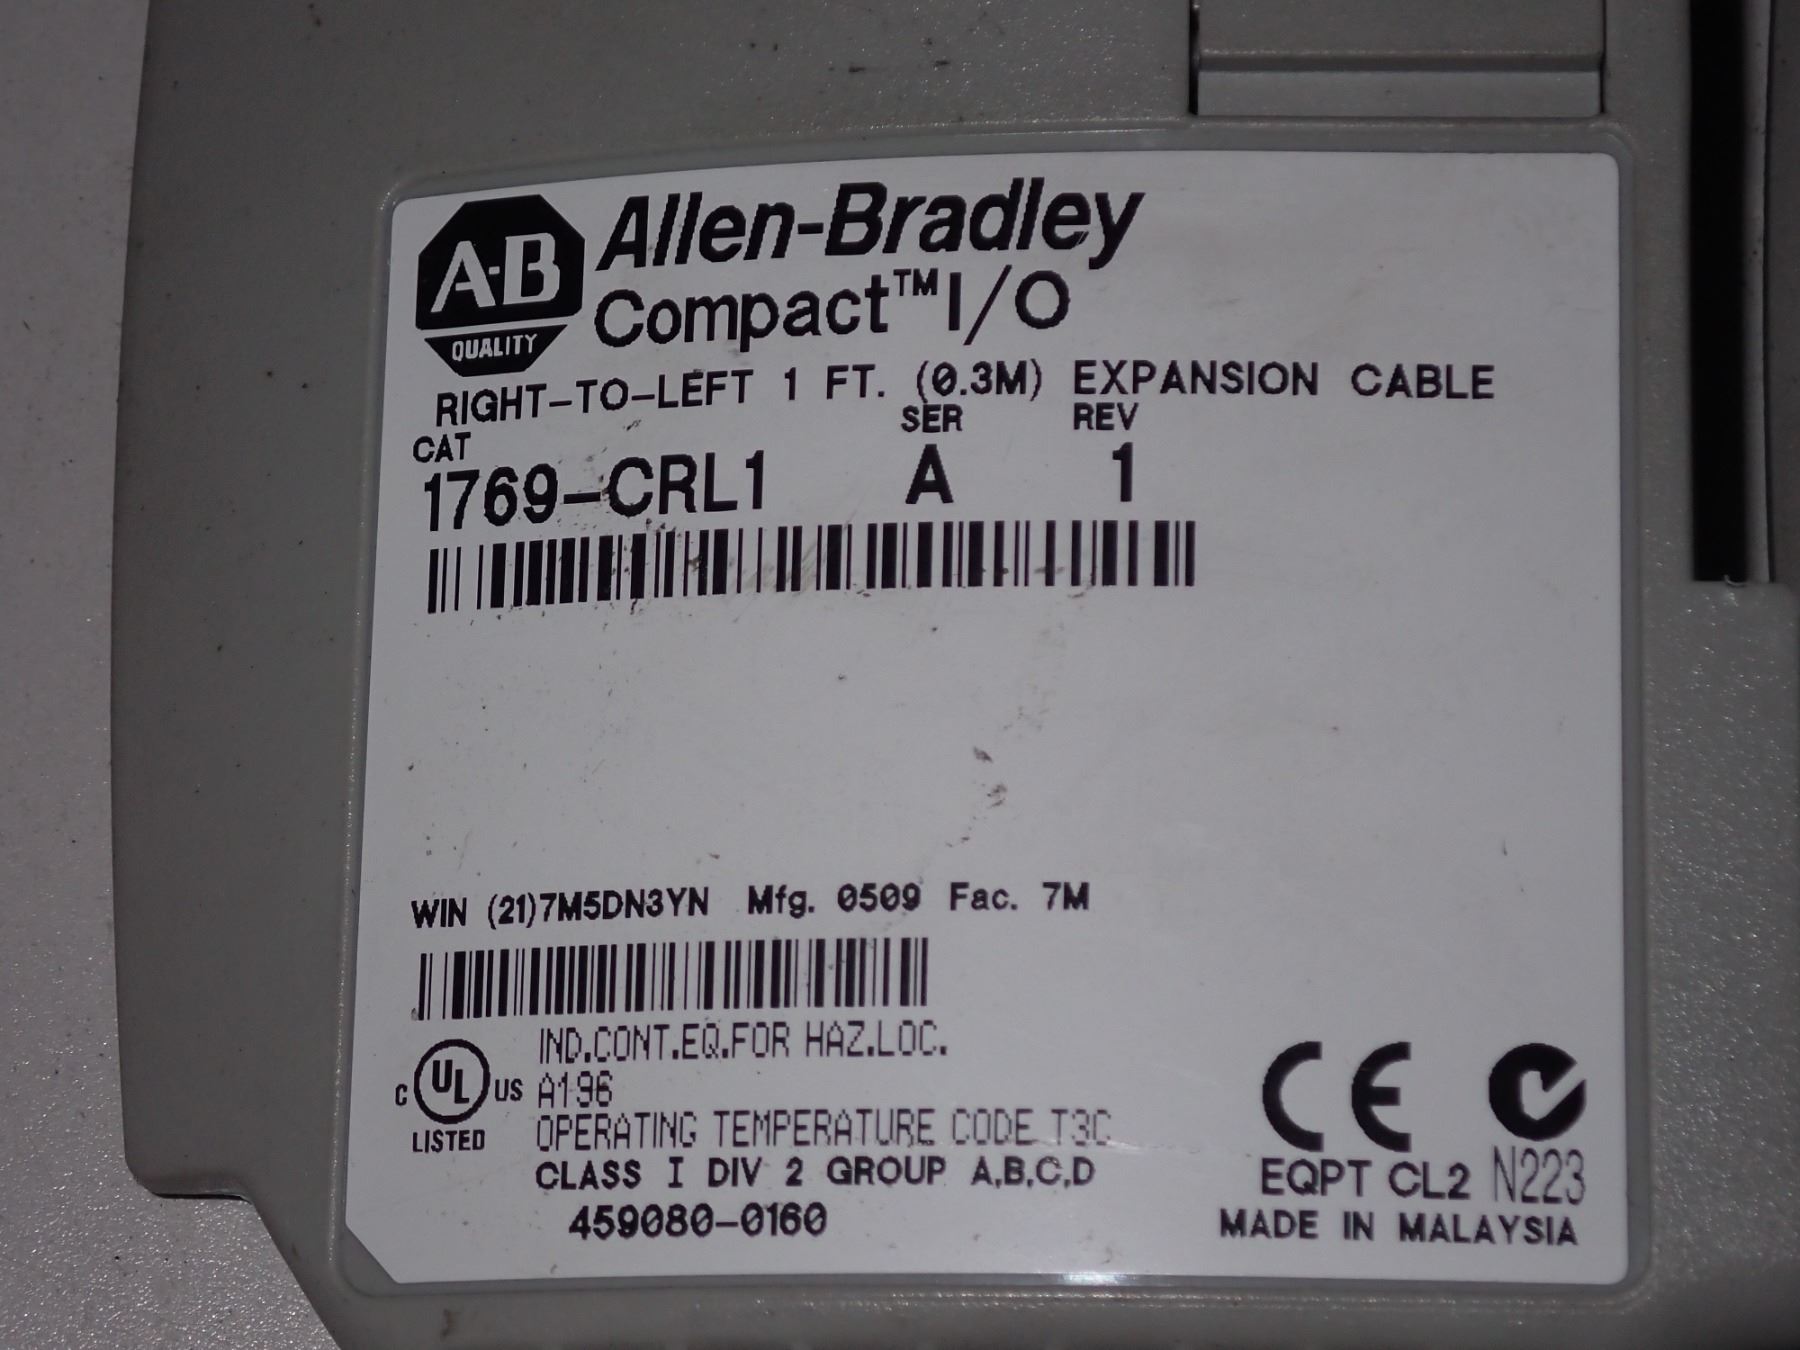 A-B
QUALITY
Allen-Bradley
Compact™ I/O
RIGHT-TO-LEFT 1 FT. (0.3M) EXPANSION CABLE
CAT SER REV
1769-CRL1 A 1
WIN (21)7M5DN3YN Mfg. 0509 Fac. 7M
IND.CONT.EQ.FOR HAZ.LOC.
C UL US A196
LISTED
OPERATING TEMPERATURE CODE T3C
CLASS I DIV 2 GROUP A,B,C,D
459080-0160
CE
EQPT CL2 N223
MADE IN MALAYSIA